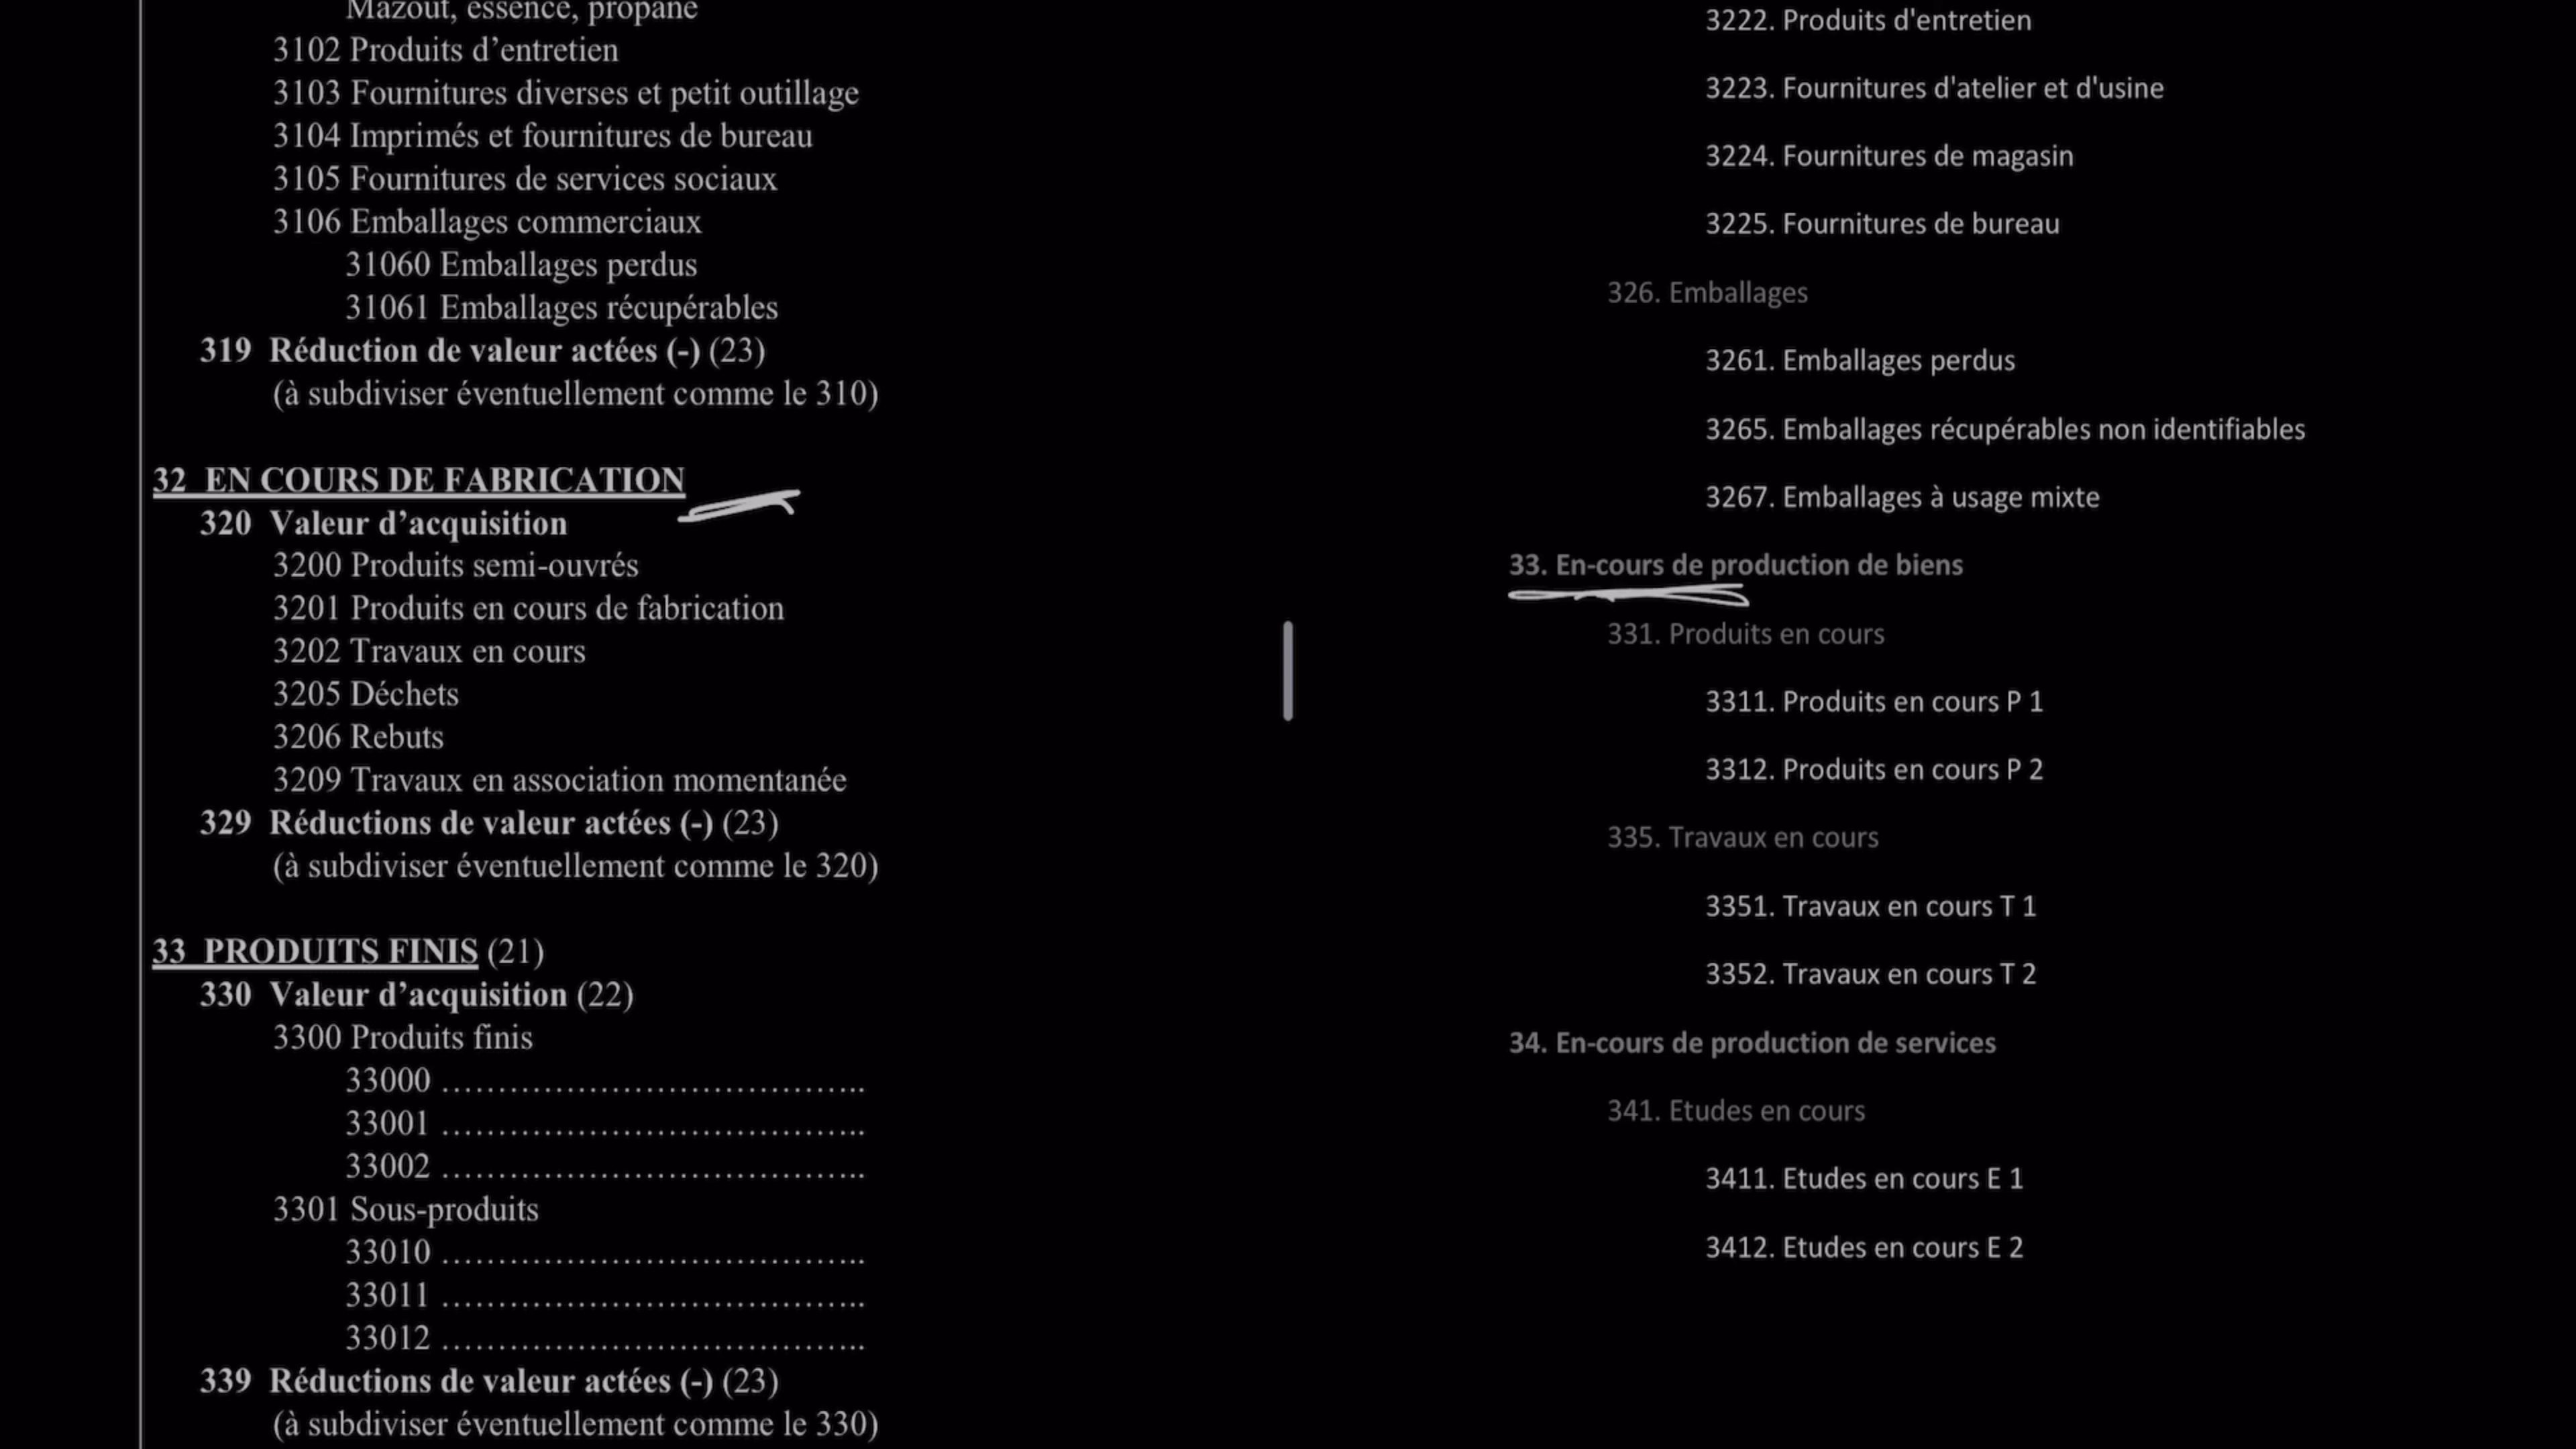 Mazout, essence, propane
3102 Produits d’entretien
3103 Fournitures diverses et petit outillage
3104 Imprimés et fournitures de bureau
3105 Fournitures de services sociaux
3106 Emballages commerciaux
31060 Emballages perdus
31061 Emballages récupérables
319 Réduction de valeur actées (-) (23)
(à subdiviser éventuellement comme le 310)
32 EN COURS DE FABRICATION
320 Valeur d’acquisition
3200 Produits semi-ouvrés
3201 Produits en cours de fabrication
3202 Travaux en cours
3205 Déchets
3206 Rebuts
3209 Travaux en association momentanée
329 Réductions de valeur actées (-) (23)
(à subdiviser éventuellement comme le 320)
33 PRODUITS FINIS (21)
330 Valeur d’acquisition (22)
3300 Produits finis
33000 …………………………………..
33001 …………………………………..
33002 …………………………………..
3301 Sous-produits
33010 …………………………………..
33011 …………………………………..
33012 …………………………………..
339 Réductions de valeur actées (-) (23)
(à subdiviser éventuellement comme le 330)
3222. Produits d'entretien
3223. Fournitures d'atelier et d'usine
3224. Fournitures de magasin
3225. Fournitures de bureau
326. Emballages
3261. Emballages perdus
3265. Emballages récupérables non identifiables
3267. Emballages à usage mixte
33. En-cours de production de biens
331. Produits en cours
3311. Produits en cours P 1
3312. Produits en cours P 2
335. Travaux en cours
3351. Travaux en cours T 1
3352. Travaux en cours T 2
34. En-cours de production de services
341. Etudes en cours
3411. Etudes en cours E 1
3412. Etudes en cours E 2